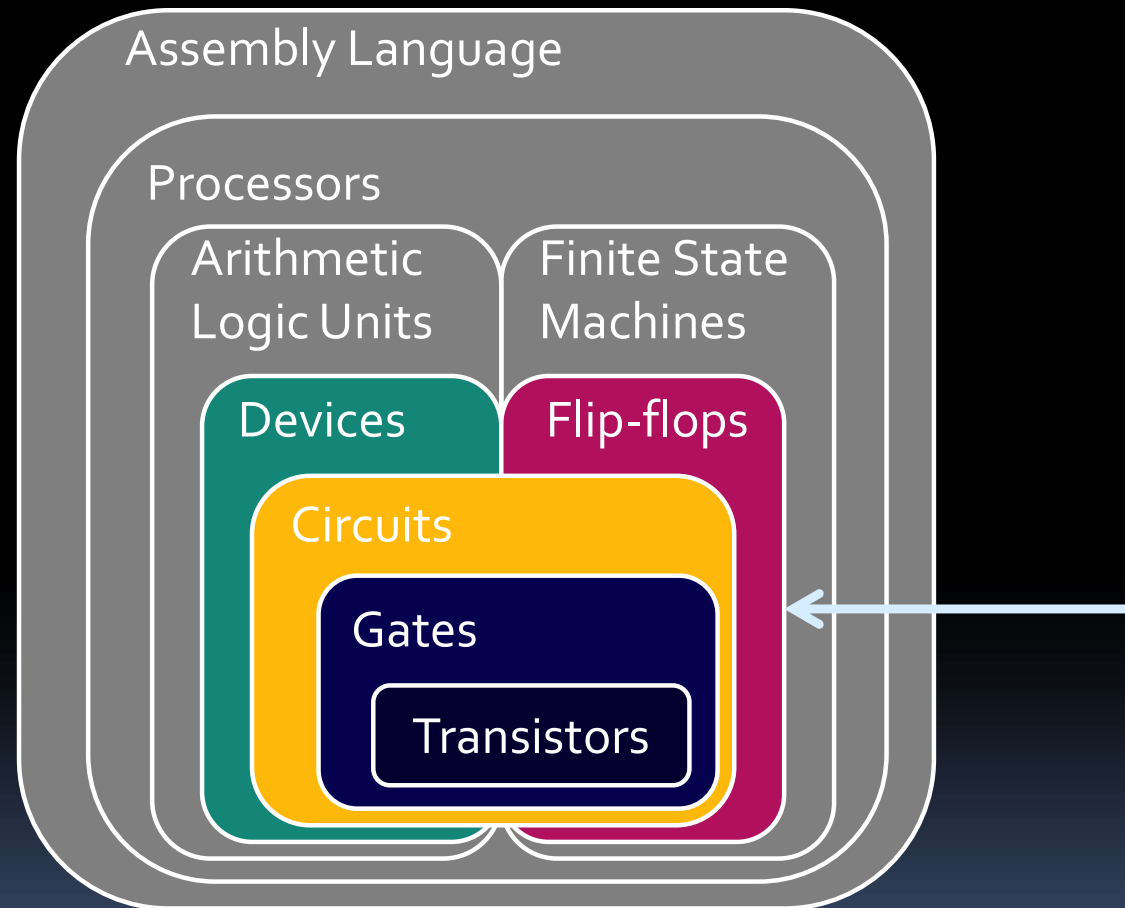 Assembly Language
Processors
Arithmetic
Logic Units
Finite State
Machines
Devices
Flip-flops
Circuits
Gates
Transistors